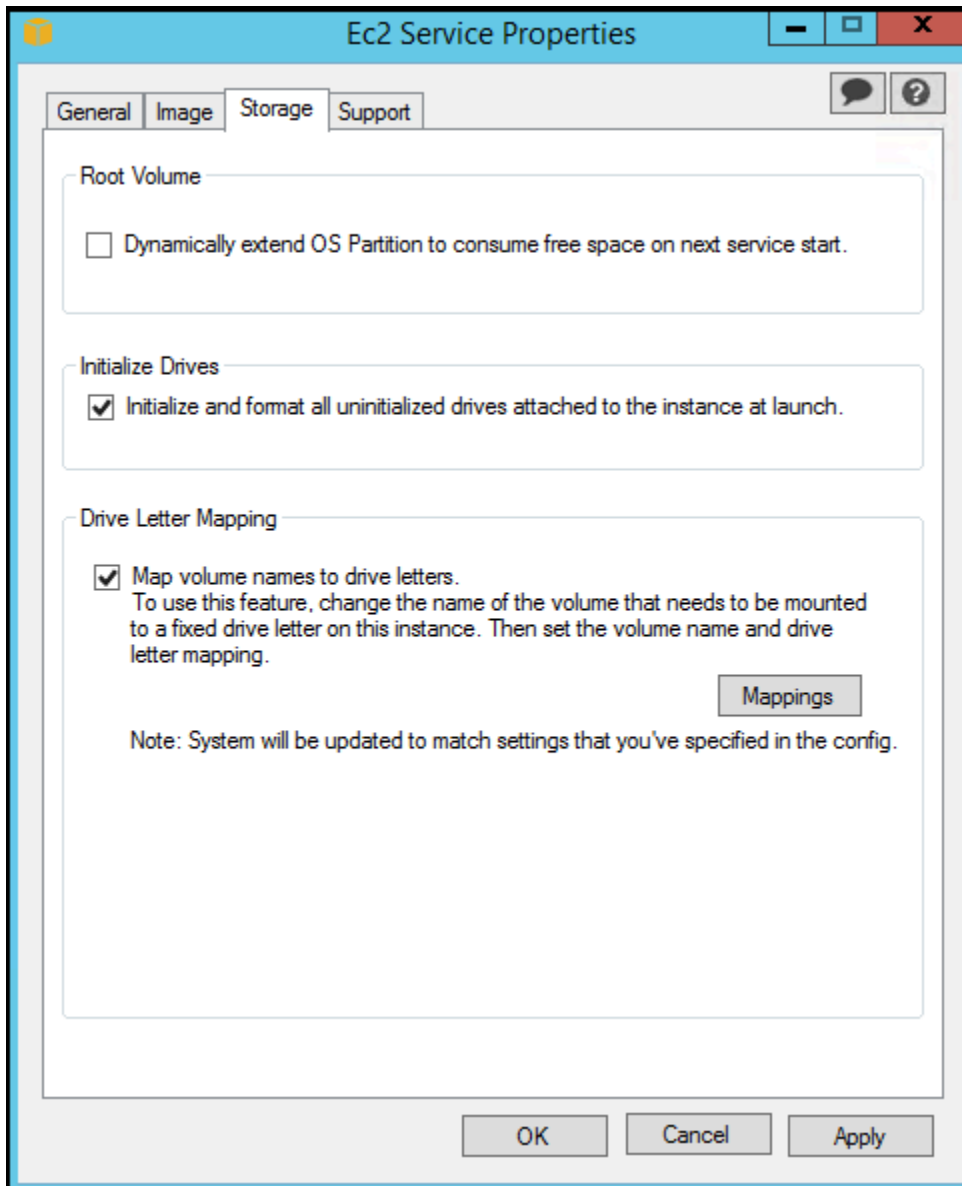 Ec2 Service Properties
General Image Storage Support
Root Volume
Dynamically extend OS Partition to consume free space on next service start.
Initialize Drives
Initialize and format all uninitialized drives attached to the instance at launch.
Drive Letter Mapping
Map volume names to drive letters.
To use this feature, change the name of the volume that needs to be mounted
to a fixed drive letter on this instance. Then set the volume name and drive
letter mapping.
Mappings
Note: System will be updated to match settings that you've specified in the config.
OK Cancel Apply